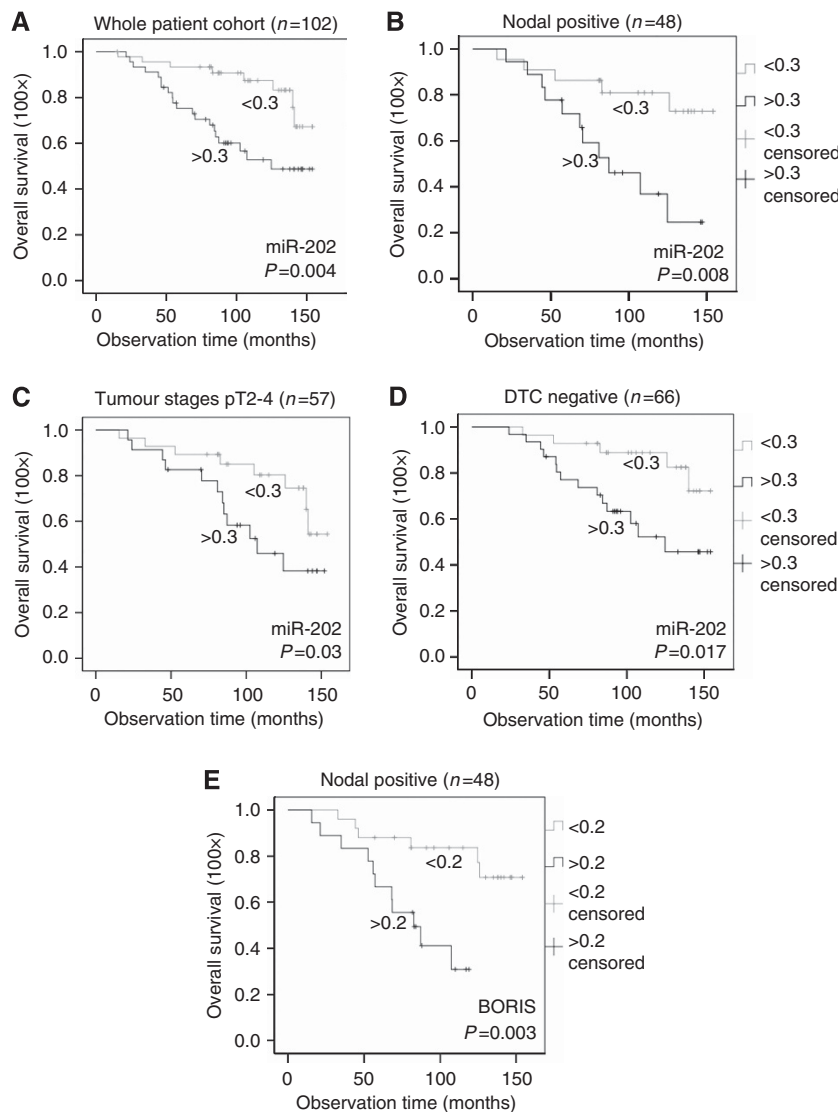 A Whole patient cohort (n=102)
Overall survival (100×)
1.0
0.8
0.6
0.4
0.2
0.0
<0.3
>0.3
miR-202
P=0.004
0 50 100 150
Observation time (months)
B Nodal positive (n=48)
Overall survival (100×)
1.0
0.8
0.6
0.4
0.2
0.0
<0.3
>0.3
miR-202
P=0.008
0 50 100 150
Observation time (months)
<0.3
>0.3
<0.3
censored
>0.3
censored
C Tumour stages pT2-4 (n=57)
Overall survival (100×)
1.0
0.8
0.6
0.4
0.2
0.0
<0.3
>0.3
miR-202
P=0.03
0 50 100 150
Observation time (months)
D DTC negative (n=66)
Overall survival (100×)
1.0
0.8
0.6
0.4
0.2
0.0
<0.3
>0.3
miR-202
P=0.017
0 50 100 150
Observation time (months)
<0.3
>0.3
<0.3
censored
>0.3
censored
E Nodal positive (n=48)
Overall survival (100×)
1.0
0.8
0.6
0.4
0.2
0.0
<0.2
>0.2
BORIS
P=0.003
0 50 100 150
Observation time (months)
<0.2
>0.2
<0.2
censored
>0.2
censored